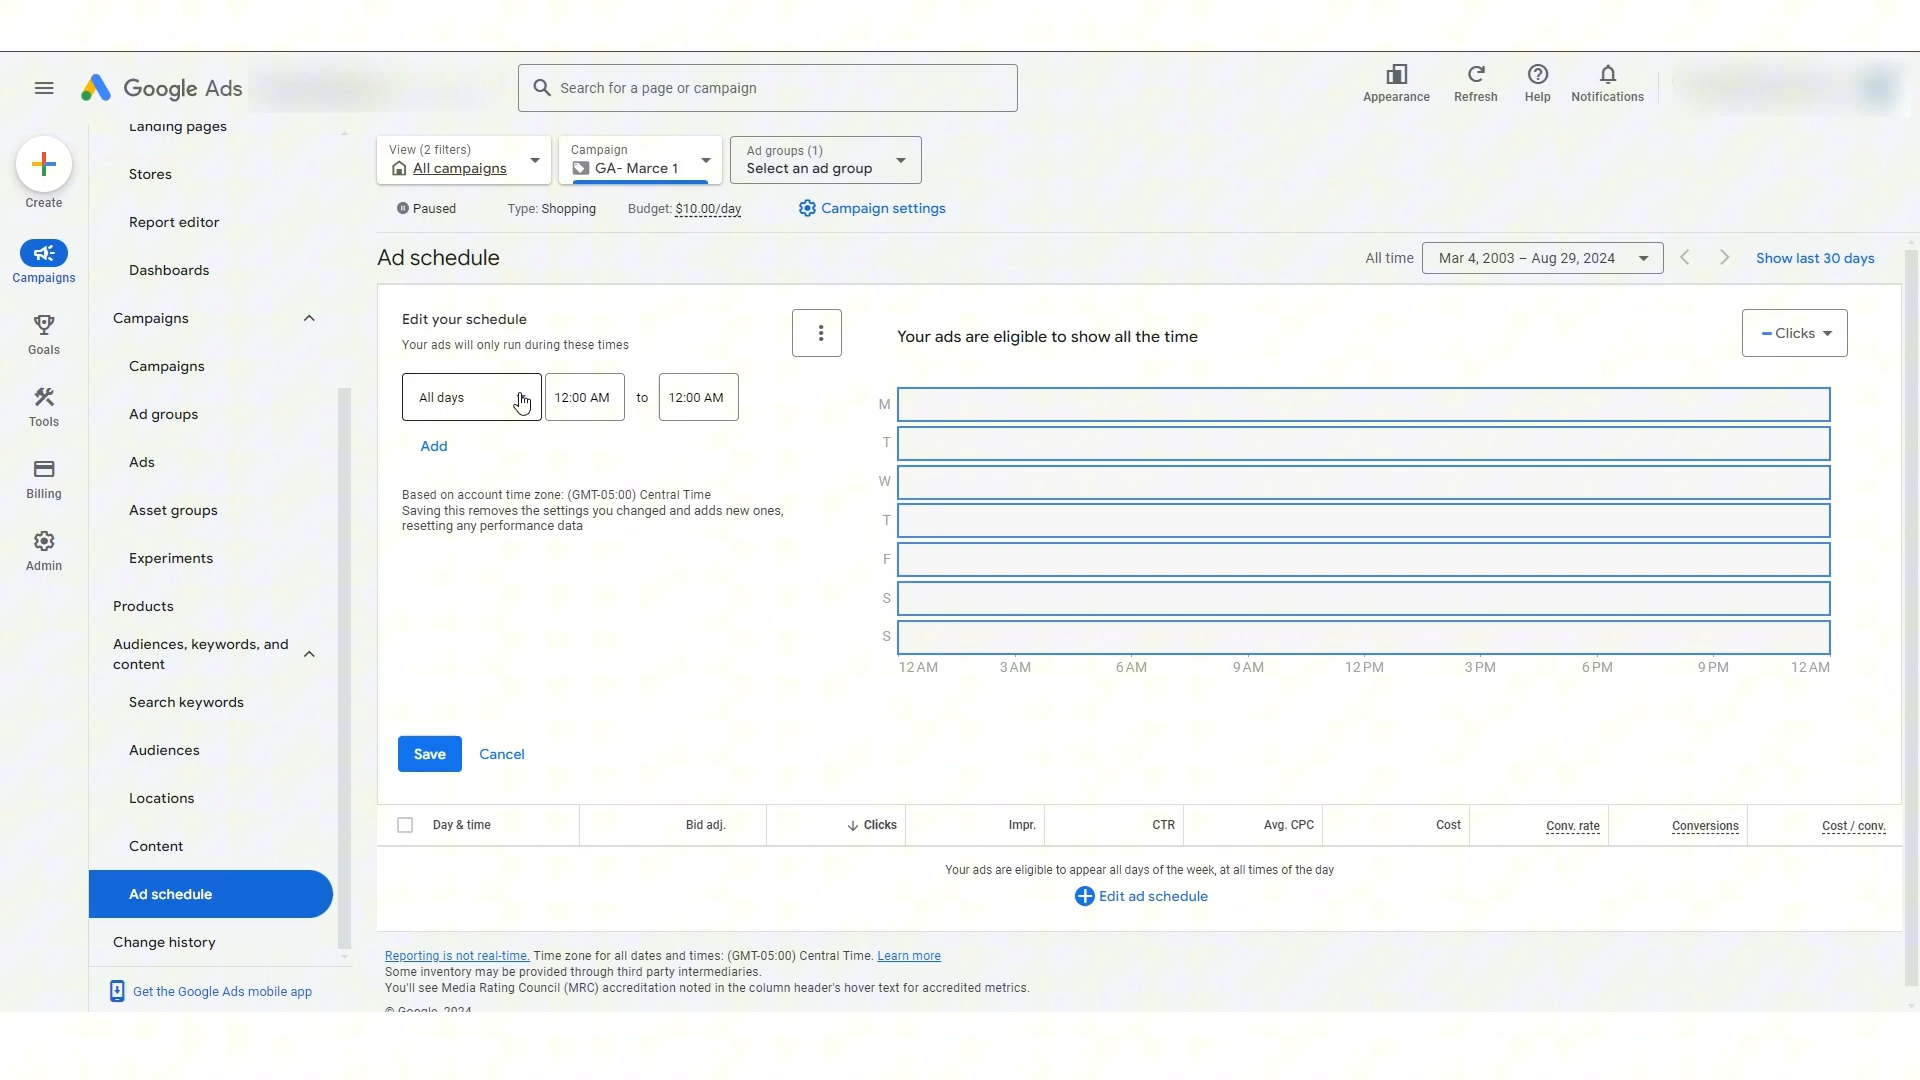 Google Ads
Search for a page or campaign
Appearance
Refresh
Help
Notifications
Create
Campaigns
Goals
Tools
Billing
Admin
Landing pages
Stores
Report editor
Dashboards
Campaigns
Campaigns
Ad groups
Ads
Asset groups
Experiments
Products
Audiences, keywords, and
content
Search keywords
Audiences
Locations
Content
Ad schedule
Change history
Get the Google Ads mobile app
View (2 filters)
All campaigns
Campaign
GA- Marce 1
Ad groups (1)
Select an ad group
Paused
Type: Shopping
Budget: $10.00/day
Campaign settings
Ad schedule
All time
Mar 4, 2003 – Aug 29, 2024
Show last 30 days
Edit your schedule
Your ads will only run during these times
All days
12:00 AM
to
12:00 AM
Add
Based on account time zone: (GMT-05:00) Central Time
Saving this removes the settings you changed and adds new ones,
resetting any performance data
Save
Cancel
Your ads are eligible to show all the time
Clicks
M
T
W
T
F
S
S
12 AM
3 AM
6 AM
9 AM
12 PM
3 PM
6 PM
9 PM
12 AM
Day & time
Bid adj.
Clicks
Impr.
CTR
Avg. CPC
Cost
Conv. rate
Conversions
Cost / conv.
Your ads are eligible to appear all days of the week, at all times of the day
Edit ad schedule
Reporting is not real-time. Time zone for all dates and times: (GMT-05:00) Central Time. Learn more
Some inventory may be provided through third party intermediaries.
You'll see Media Rating Council (MRC) accreditation noted in the column header's hover text for accredited metrics.
© Google, 2024